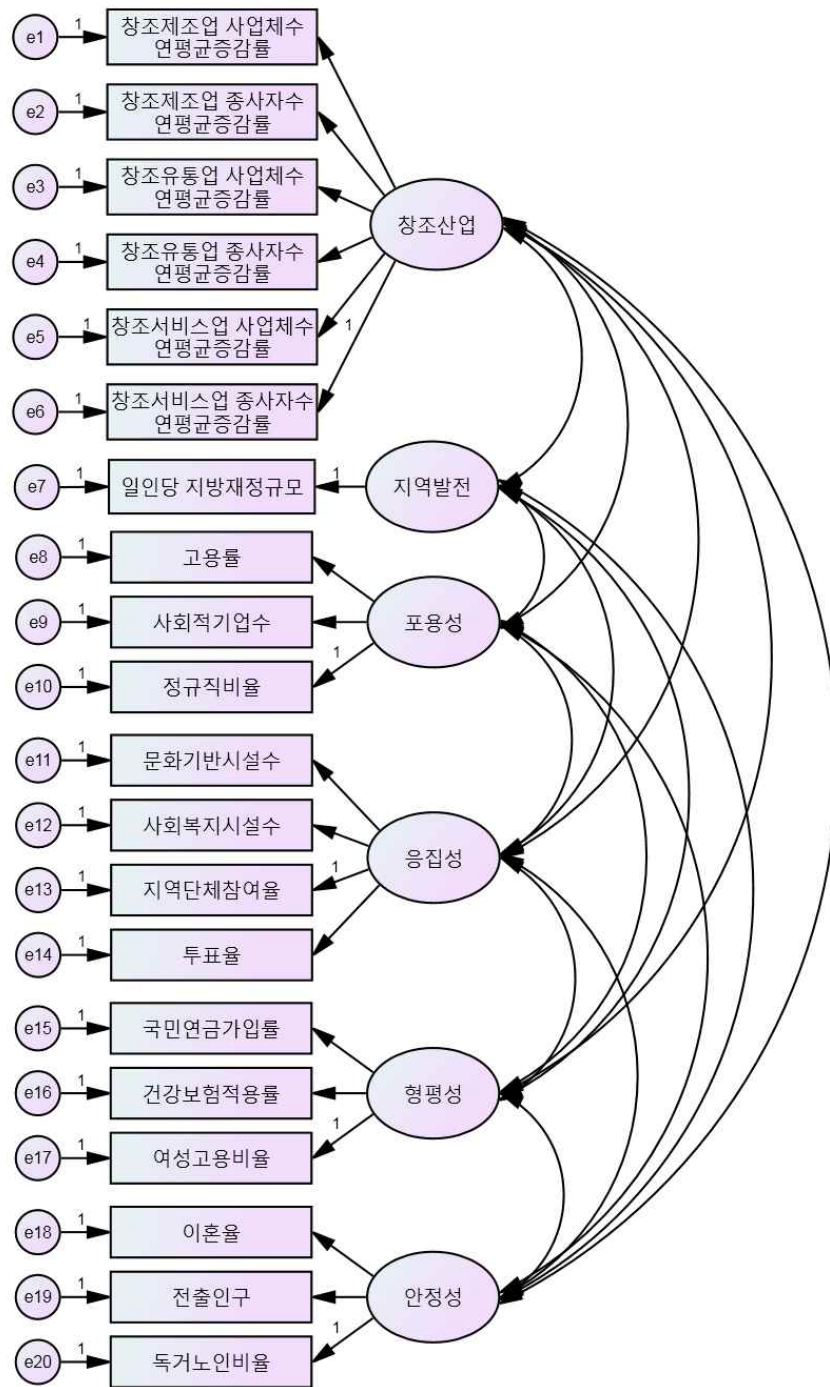 e1
1
창조제조업 사업체수
연평균증감률
e2
1
창조제조업 종사자수
연평균증감률
e3
1
창조유통업 사업체수
연평균증감률
창조산업
e4
1
창조유통업 종사자수
연평균증감률
e5
1
창조서비스업 사업체수
연평균증감률
1
e6
1
창조서비스업 종사자수
연평균증감률
e7
1
일인당 지방재정규모
1
지역발전
e8
1
고용률
e9
1
사회적기업수
포용성
e10
1
정규직비율
1
e11
1
문화기반시설수
e12
1
사회복지시설수
응집성
e13
1
지역단체참여율
1
e14
1
투표율
e15
1
국민연금가입률
e16
1
건강보험적용률
형평성
e17
1
여성고용비율
1
e18
1
이혼율
e19
1
전출인구
안정성
e20
1
독거노인비율
1